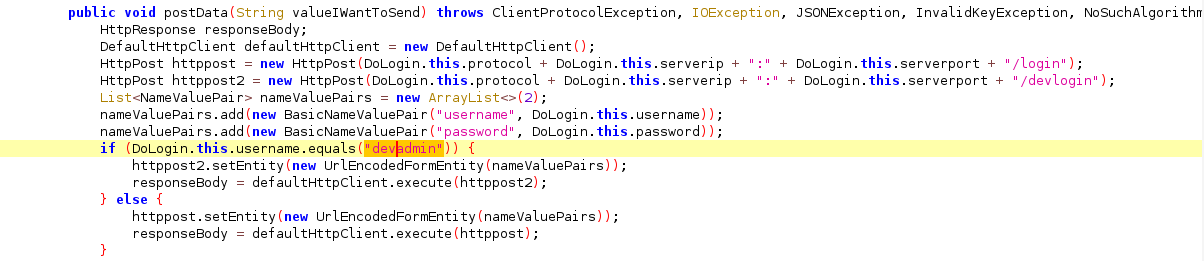 public void postData(String valueIWantToSend) throws ClientProtocolException, IOException, JSONException, InvalidKeyException, NoSuchAlgorithm
HttpResponse responseBody;
DefaultHttpClient defaultHttpClient = new DefaultHttpClient();
HttpPost httppost = new HttpPost(DoLogin.this.protocol + DoLogin.this.serverip + ":" + DoLogin.this.serverport + "/login");
HttpPost httppost2 = new HttpPost(DoLogin.this.protocol + DoLogin.this.serverip + ":" + DoLogin.this.serverport + "/devlogin");
List<NameValuePair> nameValuePairs = new ArrayList<>(2);
nameValuePairs.add(new BasicNameValuePair("username", DoLogin.this.username));
nameValuePairs.add(new BasicNameValuePair("password", DoLogin.this.password));
if (DoLogin.this.username.equals("devadmin")) {
httppost2.setEntity(new UrlEncodedFormEntity(nameValuePairs));
responseBody = defaultHttpClient.execute(httppost2);
} else {
httppost.setEntity(new UrlEncodedFormEntity(nameValuePairs));
responseBody = defaultHttpClient.execute(httppost);
}